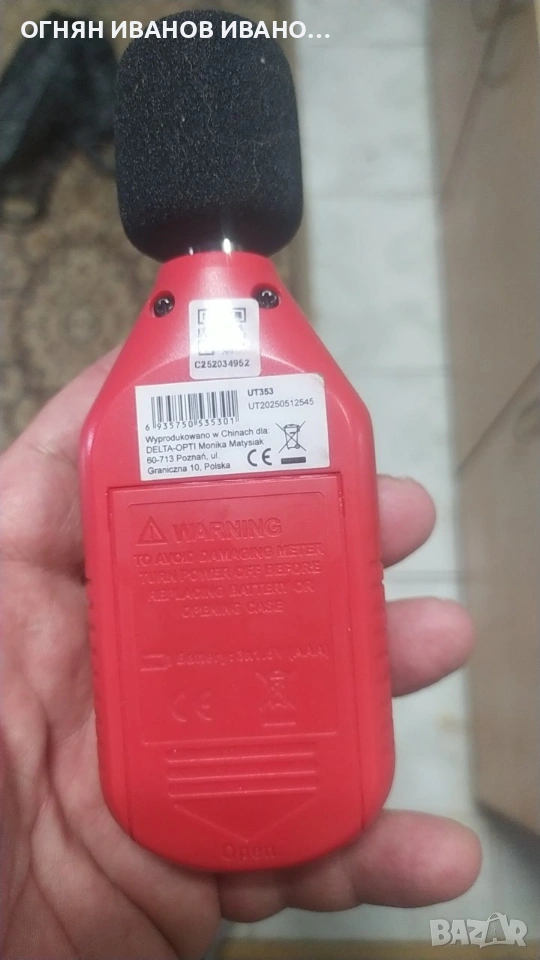 ОГНЯН ИВАНОВ ИВАНО...
C252034952
UT353
UT20250512545
6 935750 535301
Wyprodukowano w Chinach dla:
DELTA-OPTI Monika Matysiak
60-713 Poznań, ul.
Graniczna 10, Polska
CE
WARNING
TO AVOID DAMAGING METER
TURN POWER OFF BEFORE
REPLACING BATTERY OR
OPENING CASE
Battery: (AAA)
CE
Open
BAZAR